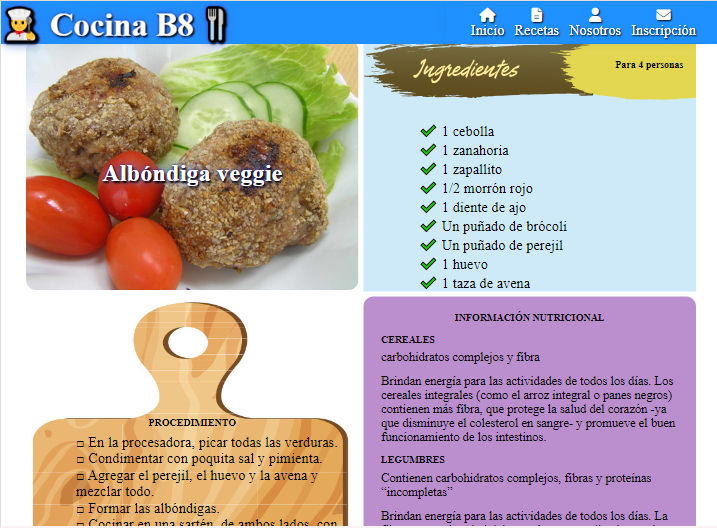 Cocina B8
Inicio Recetas Nosotros Inscripción
Albóndiga veggie
Ingredientes
Para 4 personas
1 cebolla
1 zanahoria
1 zapallito
1/2 morrón rojo
1 diente de ajo
Un puñado de brócoli
Un puñado de perejil
1 huevo
1 taza de avena
PROCEDIMIENTO
□ En la procesadora, picar todas las verduras.
□ Condimentar con poquita sal y pimienta.
□ Agregar el perejil, el huevo y la avena y
mezclar todo.
□ Formar las albóndigas.
□ Cocinar en una sartén, de ambos lados, con
INFORMACIÓN NUTRICIONAL
CEREALES
carbohidratos complejos y fibra
Brindan energía para las actividades de todos los días. Los
cereales integrales (como el arroz integral o panes negros)
contienen más fibra, que protege la salud del corazón -ya
que disminuye el colesterol en sangre- y promueve el buen
funcionamiento de los intestinos.
LEGUMBRES
Contienen carbohidratos complejos, fibras y proteínas
“incompletas”
Brindan energía para las actividades de todos los días. La